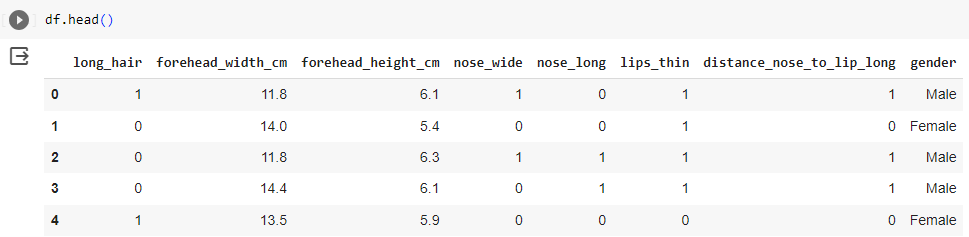 df.head()
long_hair forehead_width_cm forehead_height_cm nose_wide nose_long lips_thin distance_nose_to_lip_long gender
0 1 11.8 6.1 1 0 1 1 Male
1 0 14.0 5.4 0 0 1 0 Female
2 0 11.8 6.3 1 1 1 1 Male
3 0 14.4 6.1 0 1 1 1 Male
4 1 13.5 5.9 0 0 0 0 Female